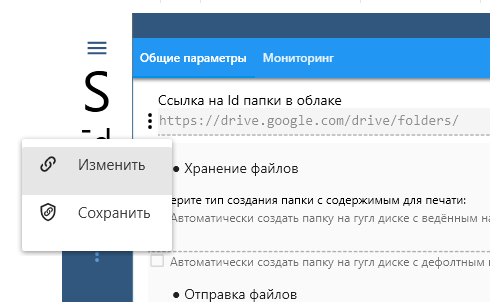 Общие параметры Мониторинг
S
Ссылка на Id папки в облаке
https://drive.google.com/drive/folders/
Изменить
● Хранение файлов
Сохранить
ерите тип создания папки с содержимым для печати:
Автоматически создать папку на гугл диске с ведённым
Автоматически создать папку на гугл диске с дефолтным
● Отправка файлов